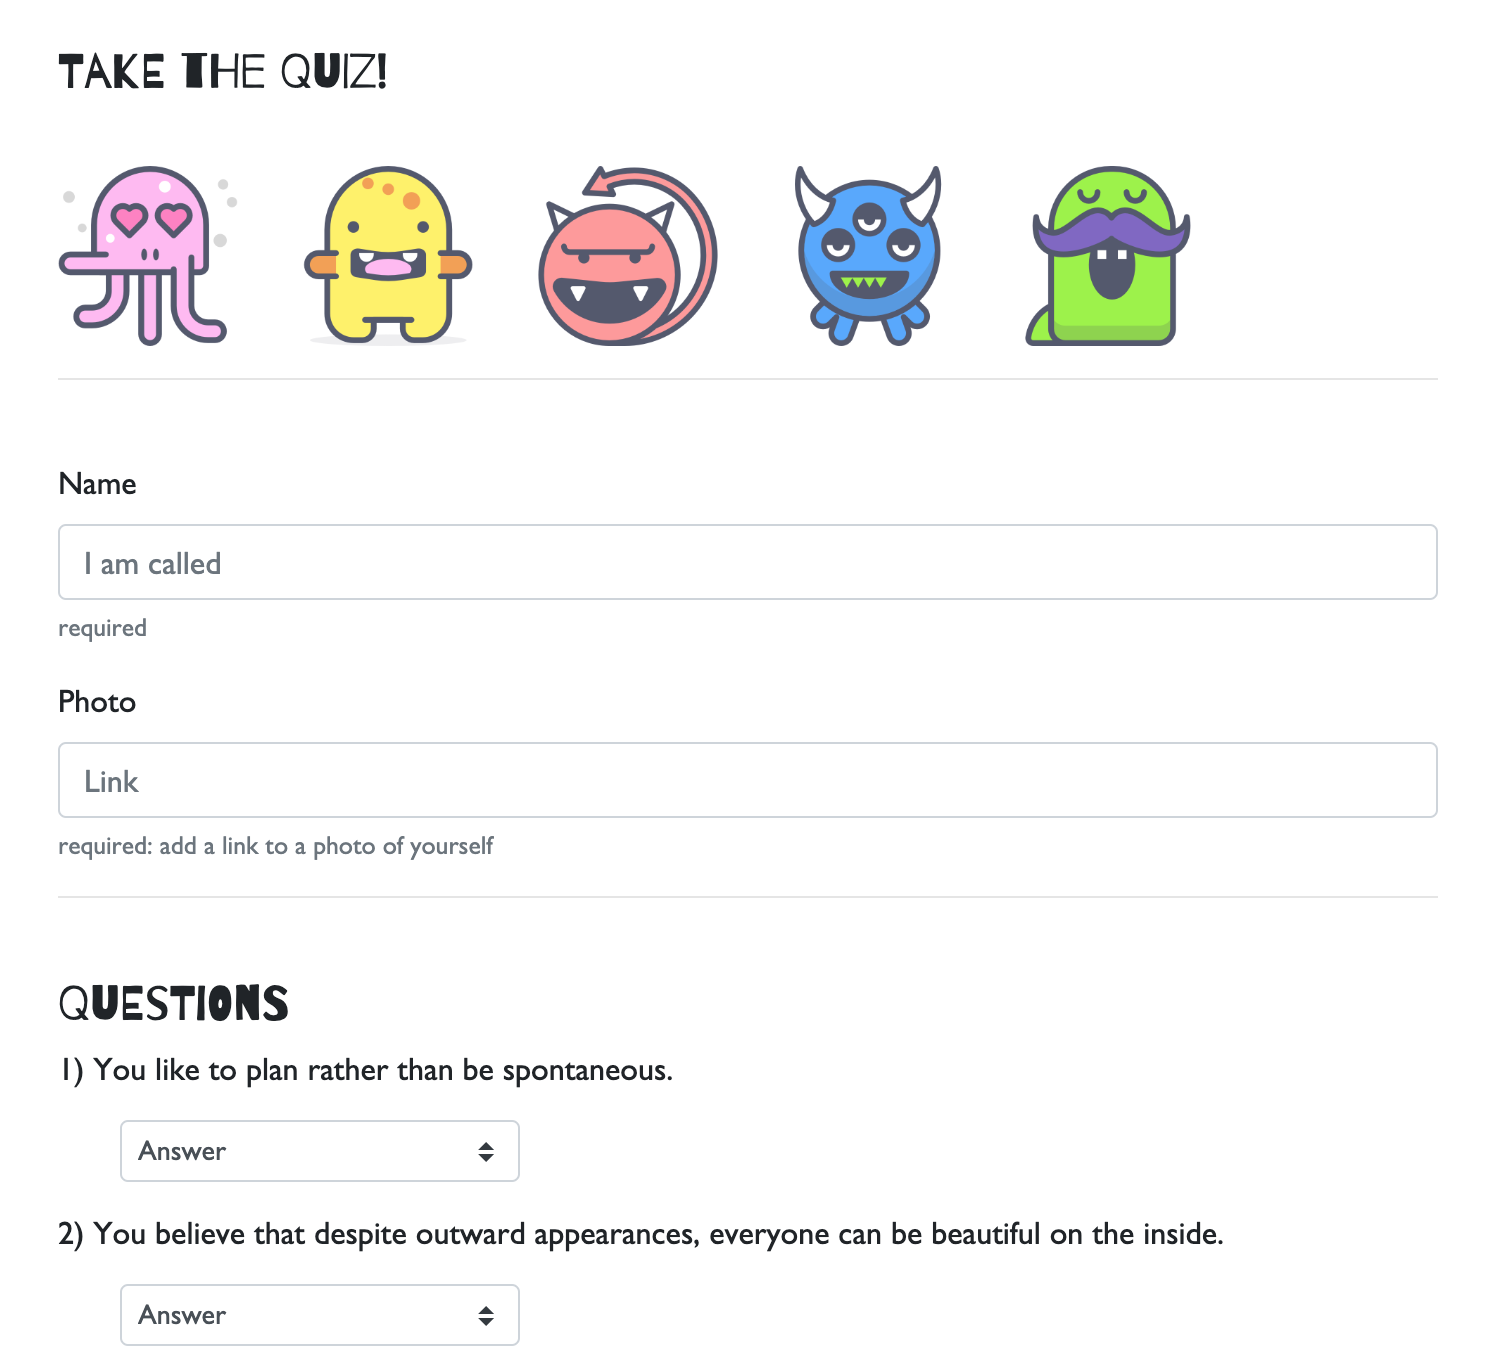 TAKE THE QUIZ!
Name
I am called
required
Photo
Link
required: add a link to a photo of yourself
QUESTIONS
1) You like to plan rather than be spontaneous.
Answer
2) You believe that despite outward appearances, everyone can be beautiful on the inside.
Answer